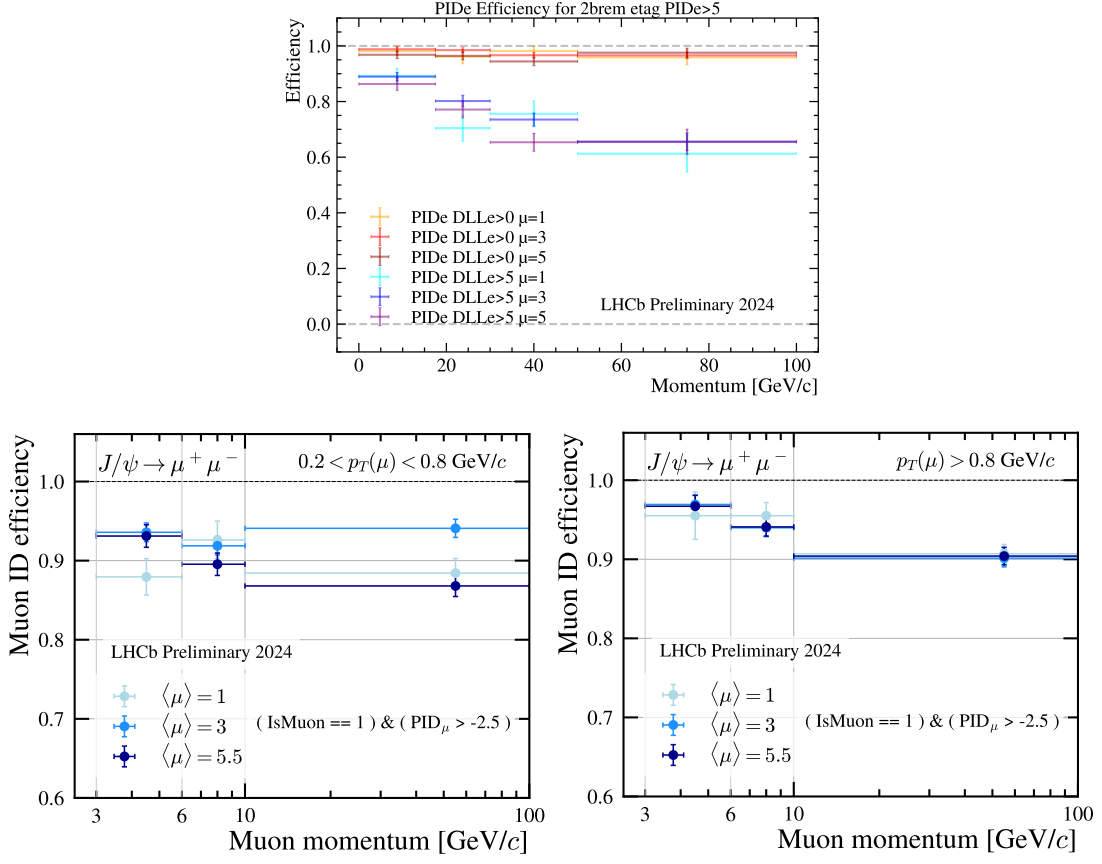 PIDe Efficiency for 2brem etag PIDe>5
Efficiency
1.0
0.8
0.6
0.4
0.2
0.0
PIDe DLLe>0 μ=1
PIDe DLLe>0 μ=3
PIDe DLLe>0 μ=5
PIDe DLLe>5 μ=1
PIDe DLLe>5 μ=3
PIDe DLLe>5 μ=5
LHCb Preliminary 2024
0 20 40 60 80 100
Momentum [GeV/c]
Muon ID efficiency
1.0
0.9
0.8
0.7
0.6
J/ψ → μ⁺ μ⁻
0.2 < p_T(μ) < 0.8 GeV/c
LHCb Preliminary 2024
⟨μ⟩ = 1
⟨μ⟩ = 3
⟨μ⟩ = 5.5
( IsMuon == 1 ) & ( PID_μ > -2.5 )
3 6 10 100
Muon momentum [GeV/c]
Muon ID efficiency
1.0
0.9
0.8
0.7
0.6
J/ψ → μ⁺ μ⁻
p_T(μ) > 0.8 GeV/c
LHCb Preliminary 2024
⟨μ⟩ = 1
⟨μ⟩ = 3
⟨μ⟩ = 5.5
( IsMuon == 1 ) & ( PID_μ > -2.5 )
3 6 10 100
Muon momentum [GeV/c]